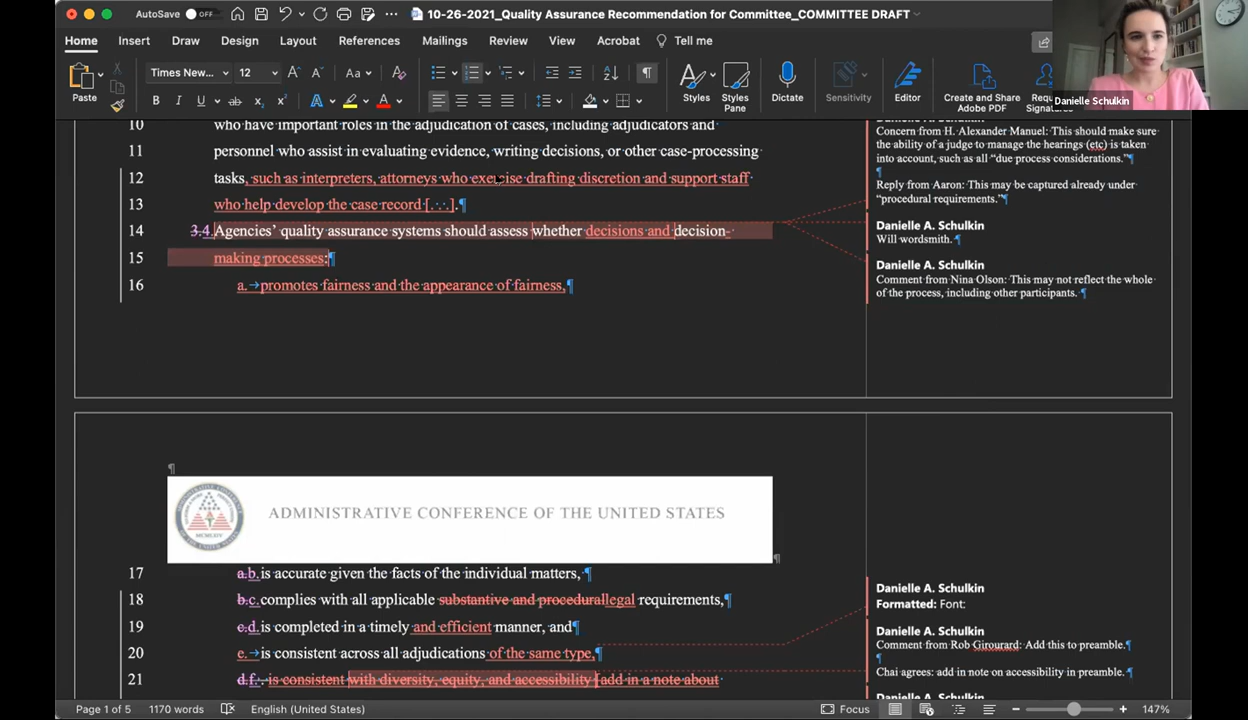 AutoSave OFF 10-26-2021_Quality Assurance Recommendation for Committee_COMMITTEE DRAFT
Home Insert Draw Design Layout References Mailings Review View Acrobat Tell me
Paste Times New... 12 Aa Styles Styles Pane Dictate Sensitivity Editor Create and Share Adobe PDF Requ Signatures
B I U ab x₂ x² A A
Danielle Schulkin
10 who have important roles in the adjudication of cases, including adjudicators and
11 personnel who assist in evaluating evidence, writing decisions, or other case-processing
12 tasks, such as interpreters, attorneys who exercise drafting discretion and support staff
13 who help develop the case record [. . .].¶
14 3.4. Agencies' quality assurance systems should assess whether decisions and decision-
15 making processes:¶
16 a. → promotes fairness and the appearance of fairness,¶
Danielle A. Schulkin
Concern from H. Alexander Manuel: This should make sure
the ability of a judge to manage the hearings (etc) is taken
into account, such as all "due process considerations."¶
¶
Reply from Aaron: This may be captured already under
"procedural requirements."¶
Danielle A. Schulkin
Will wordsmith.¶
Danielle A. Schulkin
Comment from Nina Olson: This may not reflect the whole
of the process, including other participants.¶
¶
ADMINISTRATIVE CONFERENCE OF THE UNITED STATES
MCMLXIV
¶
17 a.b. is accurate given the facts of the individual matters,¶
18 b.c. complies with all applicable substantive and procedurallegal requirements,¶
19 c.d. is completed in a timely and efficient manner, and¶
20 e. → is consistent across all adjudications of the same type,¶
21 d.f. . is consistent with diversity, equity, and accessibility [add in a note about
Danielle A. Schulkin
Formatted: Font:
Danielle A. Schulkin
Comment from Rob Girourard: Add this to preamble.¶
¶
Chai agrees: add in note on accessibility in preamble.¶
Danielle A. Schulkin
Page 1 of 5 1170 words English (United States) Focus 147%